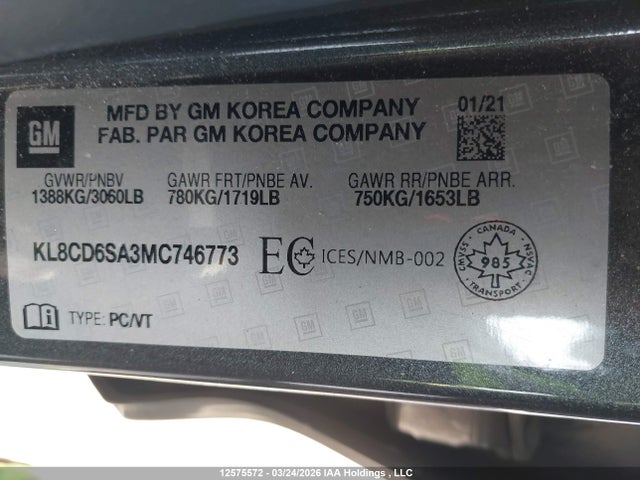 GM
MFD BY GM KOREA COMPANY
FAB. PAR GM KOREA COMPANY
01/21
GVWR/PNBV
1388KG/3060LB
GAWR FRT/PNBE AV.
780KG/1719LB
GAWR RR/PNBE ARR.
750KG/1653LB
KL8CD6SA3MC746773
EC ICES/NMB-002
CANADA
CMVSS 985 NSVAC
TRANSPORT
i TYPE: PC/VT
12575572 - 03/24/2026 IAA Holdings , LLC